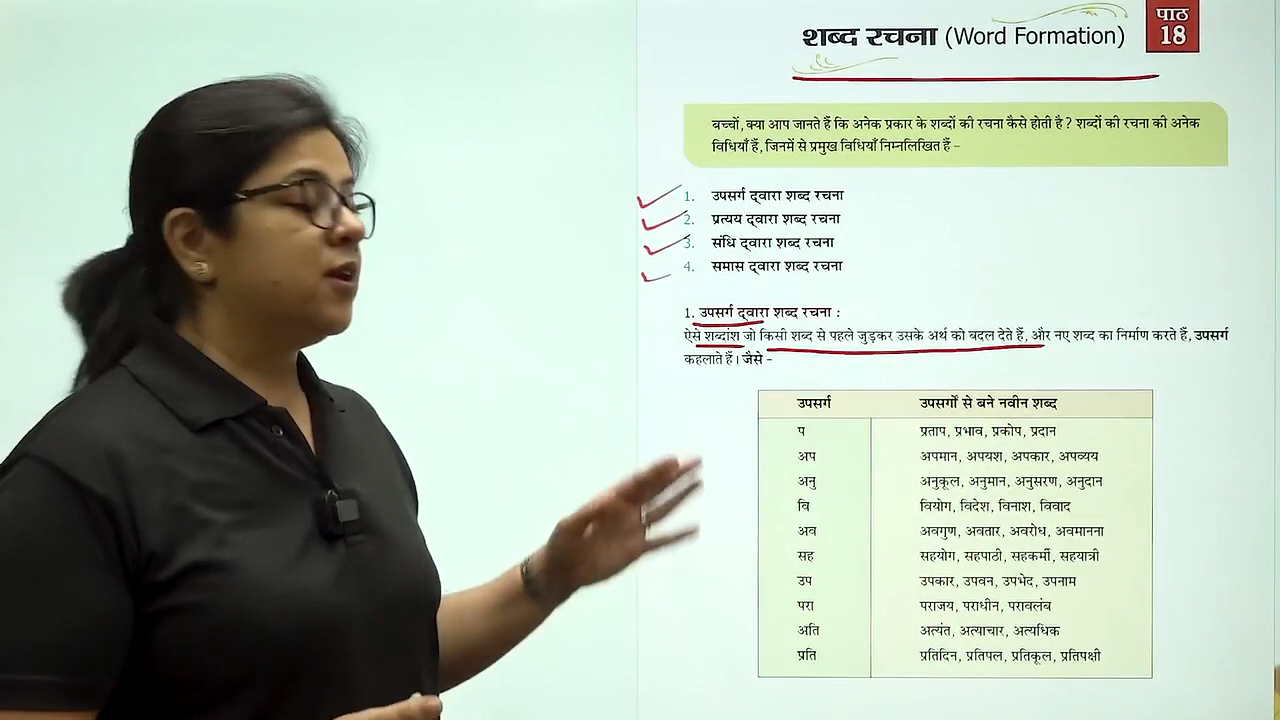 शब्द रचना (Word Formation)
पाठ
18
बच्चों, क्या आप जानते हैं कि अनेक प्रकार के शब्दों की रचना कैसे होती है? शब्दों की रचना की अनेक
विधियाँ हैं, जिनमें से प्रमुख विधियाँ निम्नलिखित हैं –
1. उपसर्ग द्वारा शब्द रचना
2. प्रत्यय द्वारा शब्द रचना
3. संधि द्वारा शब्द रचना
4. समास द्वारा शब्द रचना
1. उपसर्ग द्वारा शब्द रचना :
ऐसे शब्दांश जो किसी शब्द से पहले जुड़कर उसके अर्थ को बदल देते हैं, और नए शब्द का निर्माण करते हैं, उपसर्ग
कहलाते हैं। जैसे –
उपसर्ग उपसर्गों से बने नवीन शब्द
प प्रताप, प्रभाव, प्रकोप, प्रदान
अप अपमान, अपयश, अपकार, अपव्यय
अनु अनुकूल, अनुमान, अनुसरण, अनुदान
वि वियोग, विदेश, विनाश, विवाद
अव अवगुण, अवतार, अवरोध, अवमानना
सह सहयोग, सहपाठी, सहकर्मी, सहयात्री
उप उपकार, उपवन, उपभेद, उपनाम
परा पराजय, पराधीन, परावलंब
अति अत्यंत, अत्याचार, अत्यधिक
प्रति प्रतिदिन, प्रतिपल, प्रतिकूल, प्रतिपक्षी